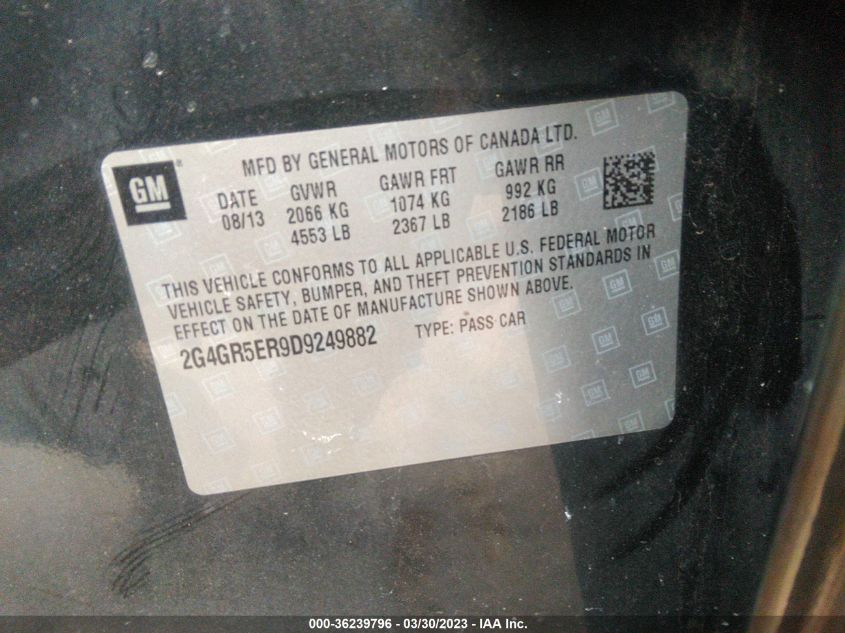 GM
MFD BY GENERAL MOTORS OF CANADA LTD.
DATE GVWR GAWR FRT GAWR RR
08/13 2066 KG 1074 KG 992 KG
4553 LB 2367 LB 2186 LB
THIS VEHICLE CONFORMS TO ALL APPLICABLE U.S. FEDERAL MOTOR
VEHICLE SAFETY, BUMPER, AND THEFT PREVENTION STANDARDS IN
EFFECT ON THE DATE OF MANUFACTURE SHOWN ABOVE.
2G4GR5ER9D9249882 TYPE: PASS CAR
000-36239796 - 03/30/2023 - IAA Inc.